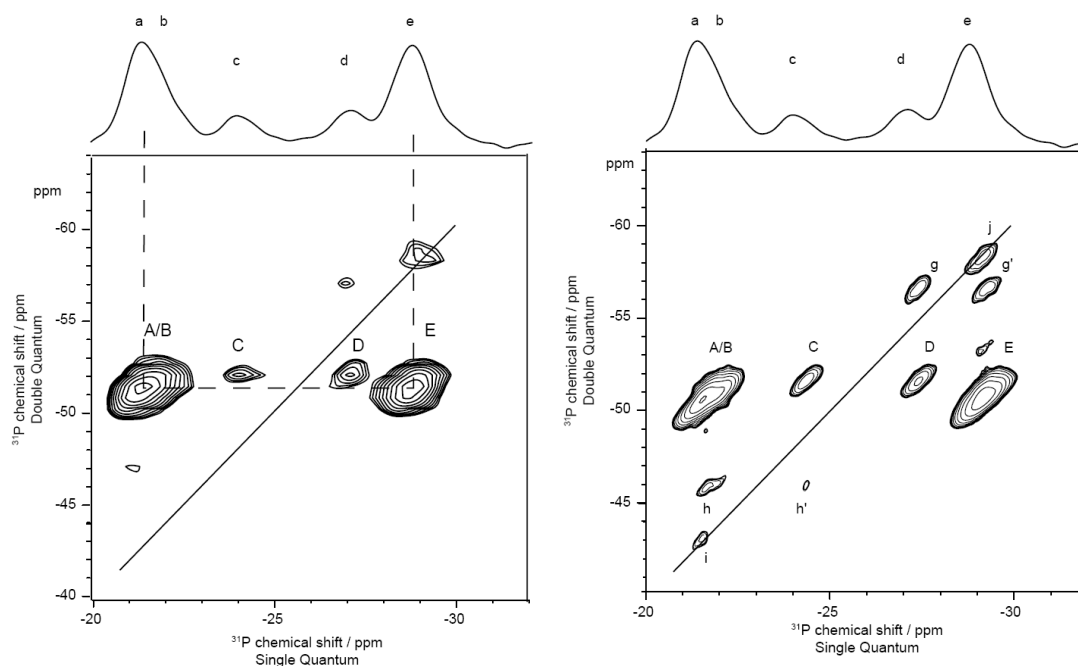 a b
c
d
e
ppm
-60
-55
-50
-45
-40
A/B
C
D
E
-20
-25
-30
³¹P chemical shift / ppm
Double Quantum
³¹P chemical shift / ppm
Single Quantum
a b
c
d
e
ppm
-60
-55
-50
-45
j
g
g'
A/B
C
D
E
h
h'
i
-20
-25
-30
³¹P chemical shift / ppm
Double Quantum
³¹P chemical shift / ppm
Single Quantum